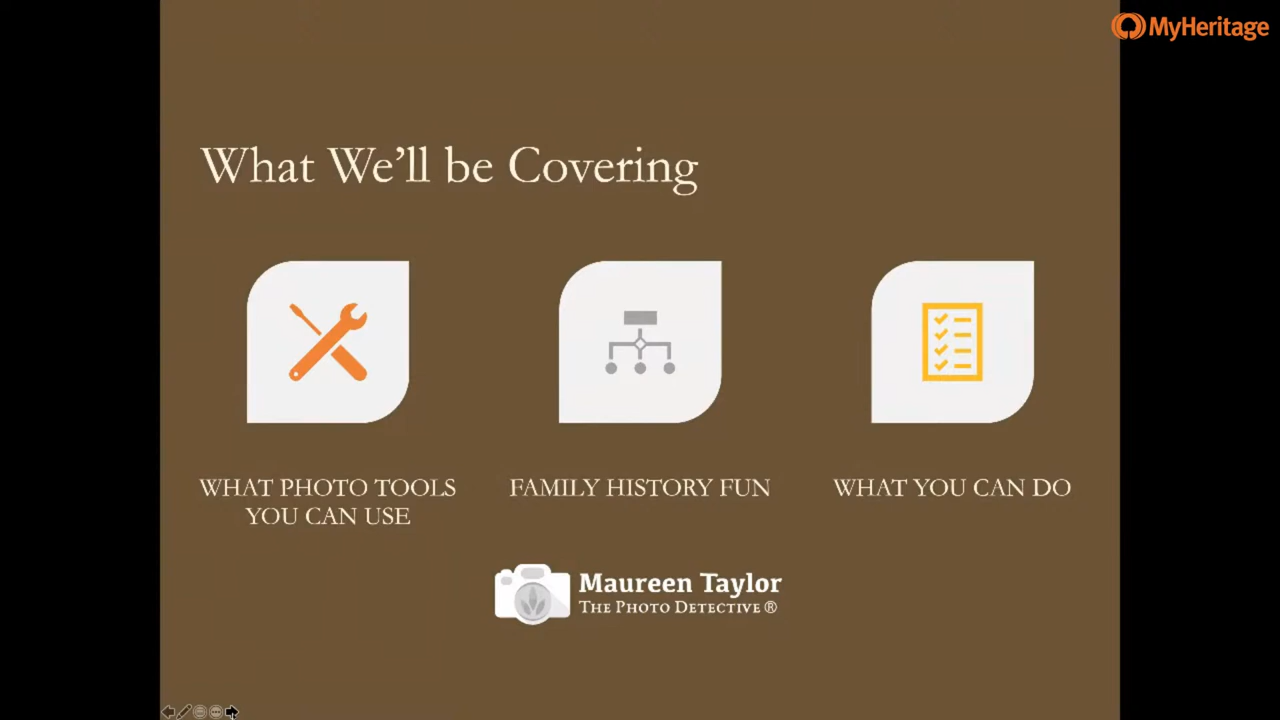 MyHeritage
What We’ll be Covering
WHAT PHOTO TOOLS
YOU CAN USE
FAMILY HISTORY FUN
WHAT YOU CAN DO
Maureen Taylor
THE PHOTO DETECTIVE ®